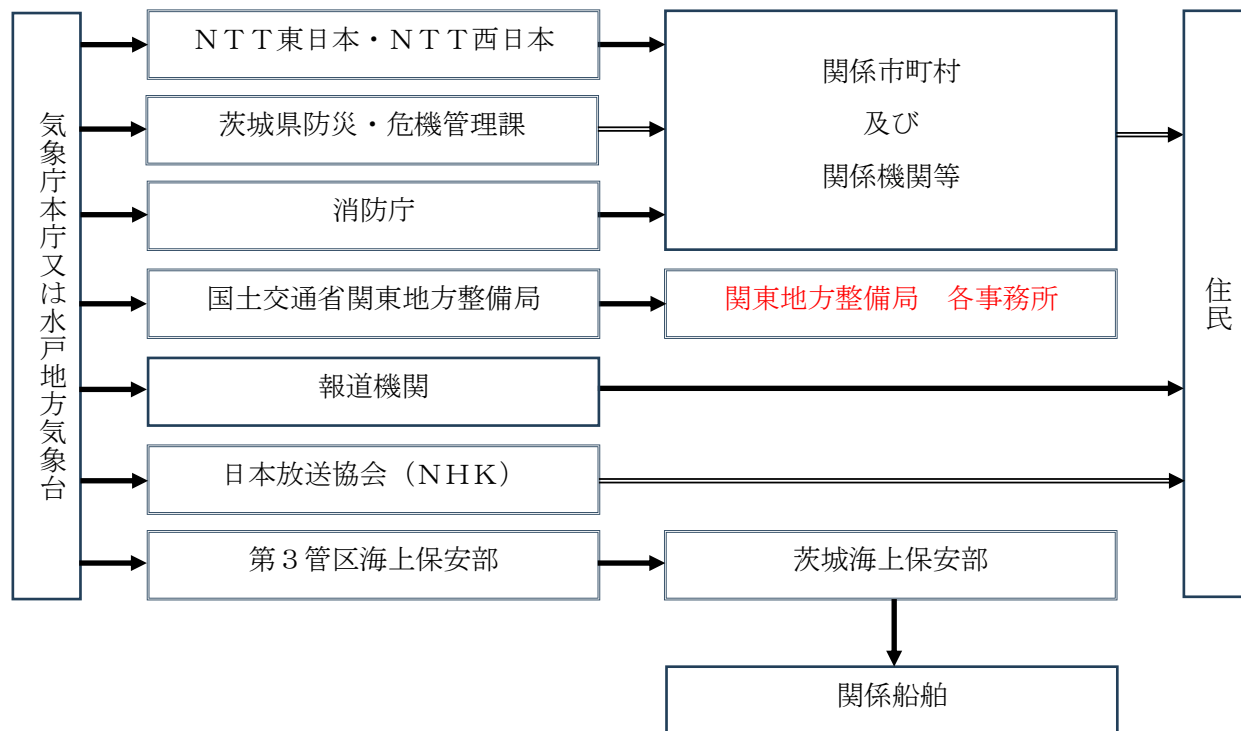 気象庁本庁又は水戸地方気象台
NTT東日本・NTT西日本
茨城県防災・危機管理課
消防庁
国土交通省関東地方整備局
報道機関
日本放送協会（NHK）
第3管区海上保安部
関係市町村
及び
関係機関等
関東地方整備局　各事務所
茨城海上保安部
関係船舶
住民